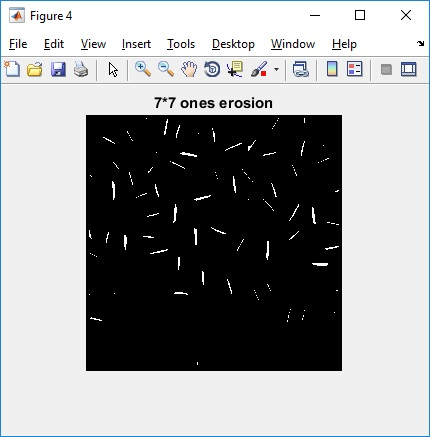 Figure 4
File Edit View Insert Tools Desktop Window Help
7*7 ones erosion